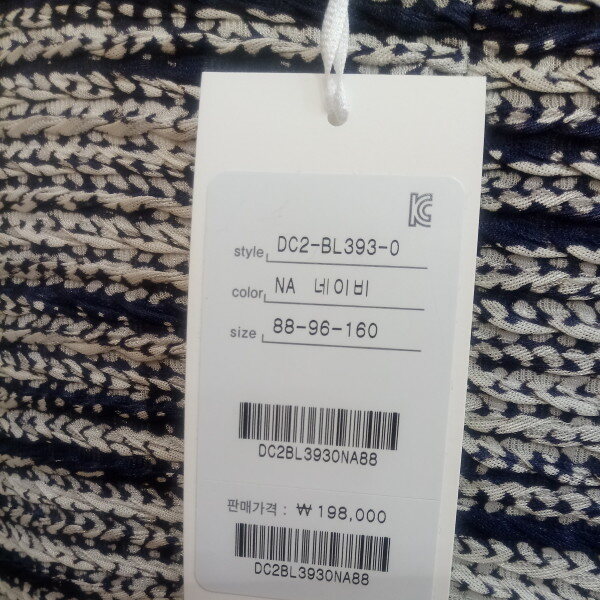 KC
style DC2-BL393-0
color NA 네이비
size 88-96-160
DC2BL3930NA88
판매가격 : ₩ 198,000
DC2BL3930NA88